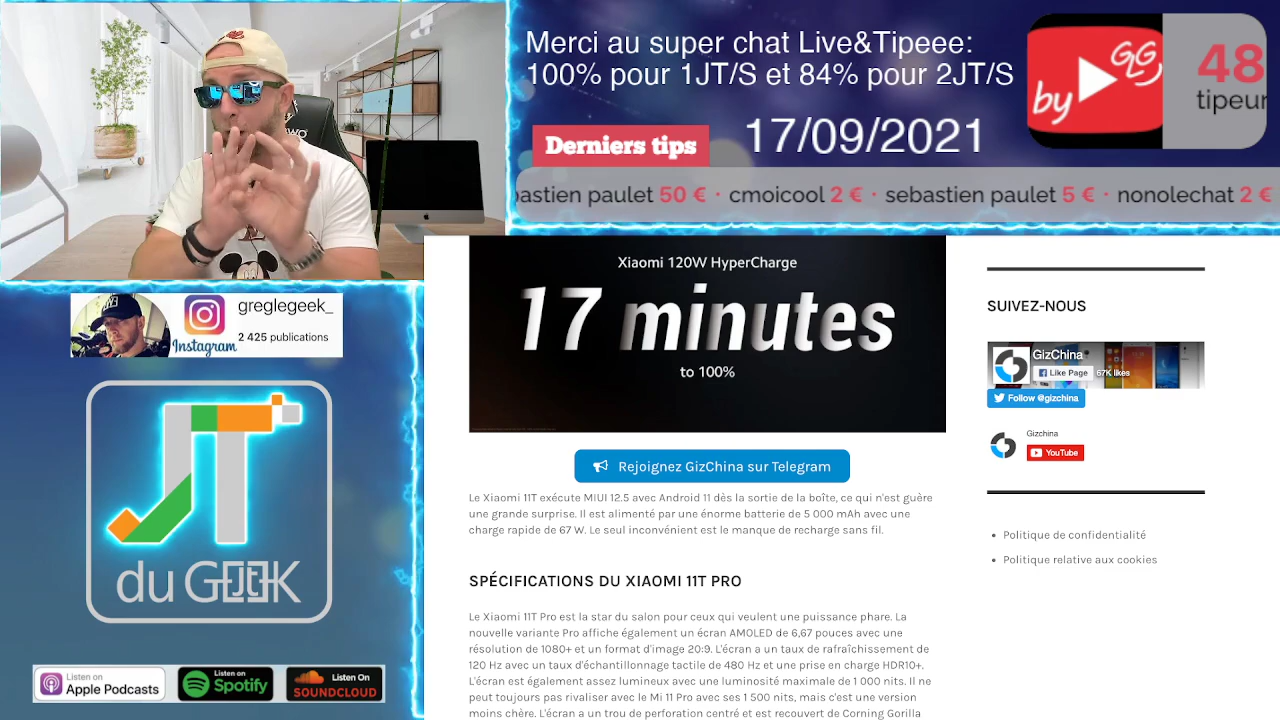 Merci au super chat Live&Tipeee:
100% pour 1JT/S et 84% pour 2JT/S
by GLG
48
tipeur
Derniers tips
17/09/2021
bastien paulet 50 € · cmoicool 2 € · sebastien paulet 5 € · nonolechat 2 €
greglegeek_
2 425 publications
Instagram
JT
du GEEK
Listen on
Apple Podcasts
Listen on
Spotify
Listen On
SOUNDCLOUD
Xiaomi 120W HyperCharge
17 minutes
to 100%
Rejoignez GizChina sur Telegram
Le Xiaomi 11T exécute MIUI 12.5 avec Android 11 dès la sortie de la boîte, ce qui n'est guère
une grande surprise. Il est alimenté par une énorme batterie de 5 000 mAh avec une
charge rapide de 67 W. Le seul inconvénient est le manque de recharge sans fil.
SPÉCIFICATIONS DU XIAOMI 11T PRO
Le Xiaomi 11T Pro est la star du salon pour ceux qui veulent une puissance phare. La
nouvelle variante Pro affiche également un écran AMOLED de 6,67 pouces avec une
résolution de 1080+ et un format d'image 20:9. L'écran a un taux de rafraîchissement de
120 Hz avec un taux d'échantillonnage tactile de 480 Hz et une prise en charge HDR10+.
L'écran est également assez lumineux avec une luminosité maximale de 1 000 nits. Il ne
peut toujours pas rivaliser avec le Mi 11 Pro avec ses 1 500 nits, mais c'est une version
moins chère. L'écran a un trou de perforation centré et est recouvert de Corning Gorilla
SUIVEZ-NOUS
GizChina
Like Page
67K likes
Follow @gizchina
Gizchina
YouTube
Politique de confidentialité
Politique relative aux cookies